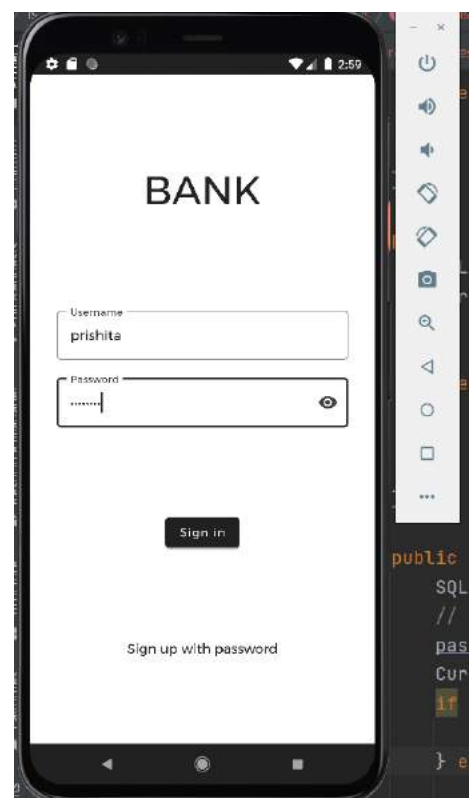 2:59
BANK
Username
prishita
Password
Sign in
Sign up with password
public
SQL
//
pas
Cur
if
} e